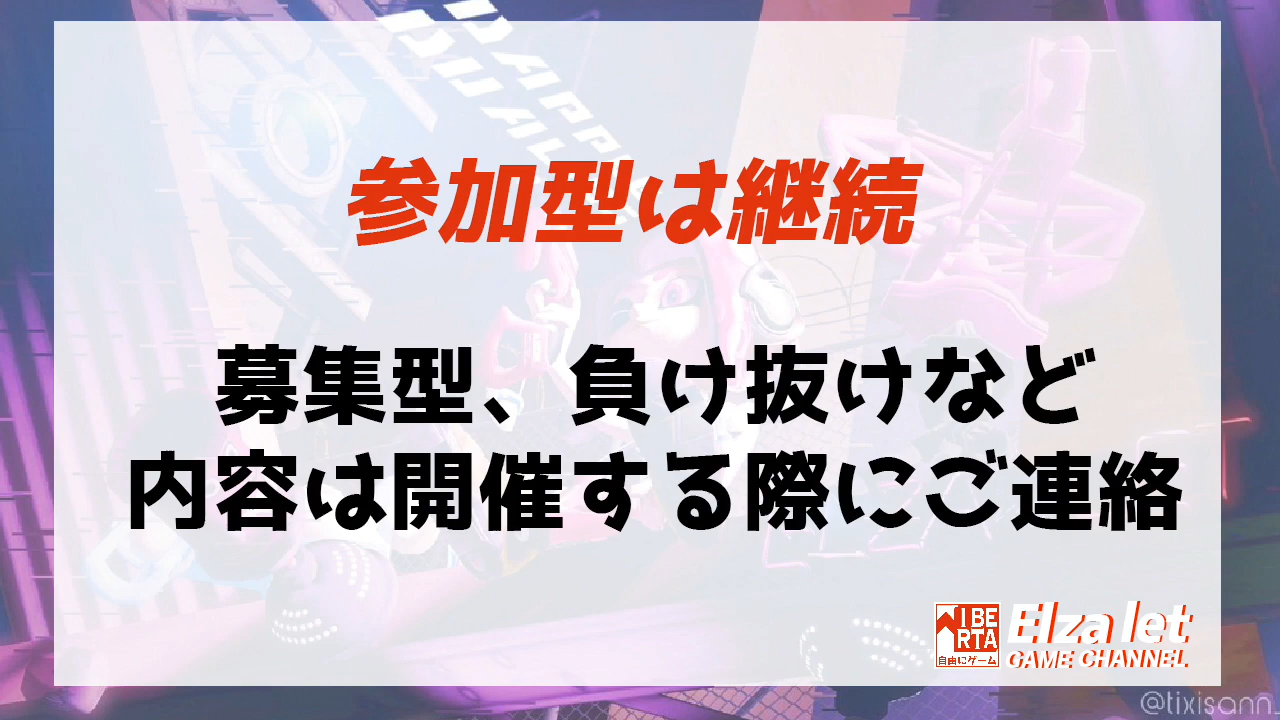 参加型は継続
募集型、負け抜けなど
内容は開催する際にご連絡
IBE
RTA
自由にゲーム
Elza let
GAME CHANNEL
@tixisann